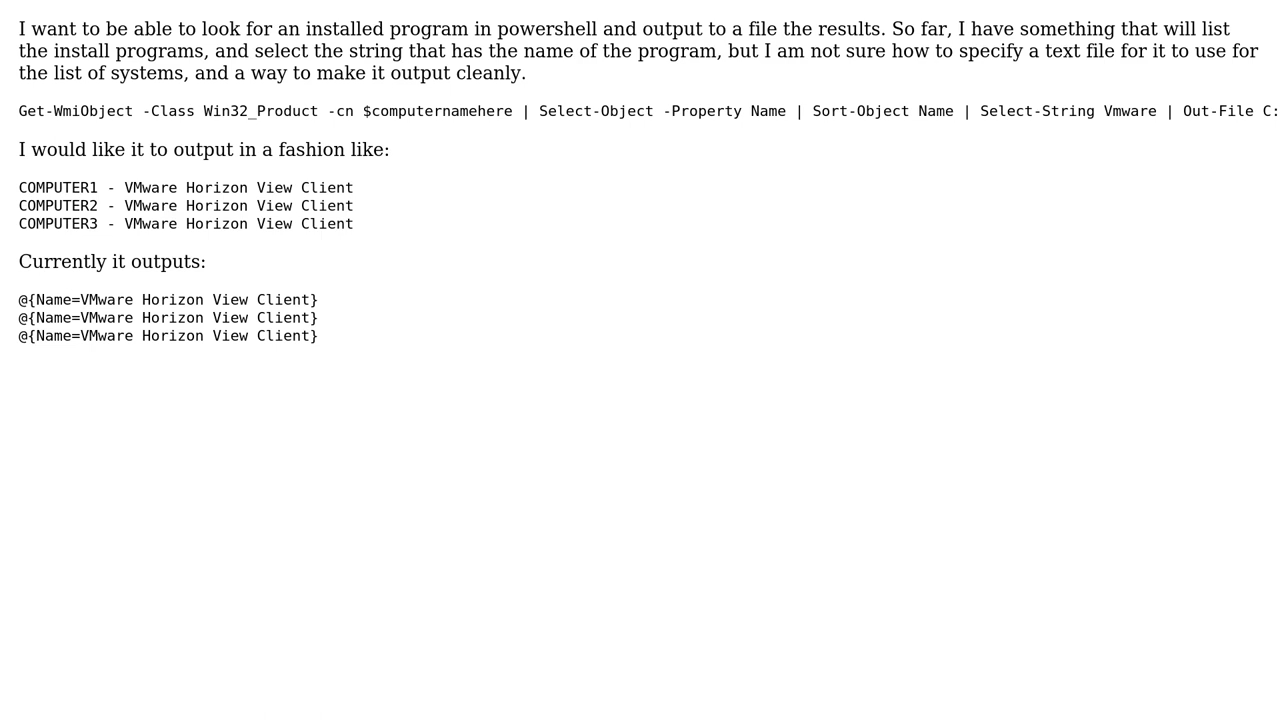 I want to be able to look for an installed program in powershell and output to a file the results. So far, I have something that will list
the install programs, and select the string that has the name of the program, but I am not sure how to specify a text file for it to use for
the list of systems, and a way to make it output cleanly.
Get-WmiObject -Class Win32_Product -cn $computernamehere | Select-Object -Property Name | Sort-Object Name | Select-String Vmware | Out-File C:
I would like it to output in a fashion like:
COMPUTER1 - VMware Horizon View Client
COMPUTER2 - VMware Horizon View Client
COMPUTER3 - VMware Horizon View Client
Currently it outputs:
@{Name=VMware Horizon View Client}
@{Name=VMware Horizon View Client}
@{Name=VMware Horizon View Client}